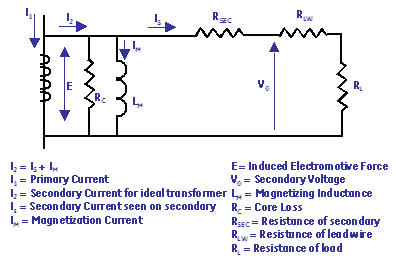 I1
I2
IS
RSEC
RLW
IM
E
RC
LM
V0
RL
I2 = IS + IM
I1 = Primary Current
I2 = Secondary Current for ideal transformer
IS = Secondary Current seen on secondary
IM = Magnetization Current
E = Induced Electromotive Force
V0 = Secondary Voltage
LM = Magnetizing Inductance
RC = Core Loss
RSEC = Resistance of secondary
RLW = Resistance of leadwire
RL = Resistance of load